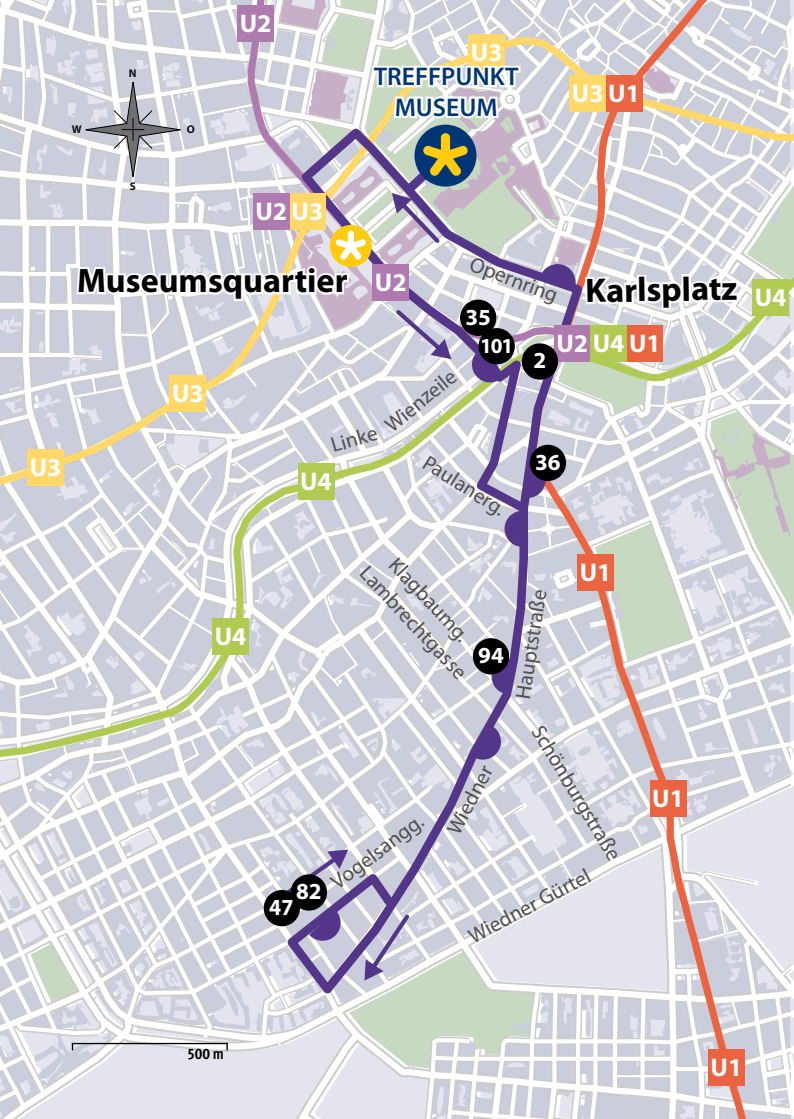 U2
U3
TREFFPUNKT
MUSEUM
U3 U1
N
W
O
S
U2 U3
Museumsquartier
U2
Opernring
Karlsplatz
U4
35
101
2
U2 U4 U1
U3
Linke Wienzeile
U3
U4
36
Paulanerg.
U1
Klagbaumg.
Lambrechtgasse
Hauptstraße
U4
94
Schönburgstraße
Wiedner
U1
Vogelsangg.
82
47
Wiedner Gürtel
500 m
U1